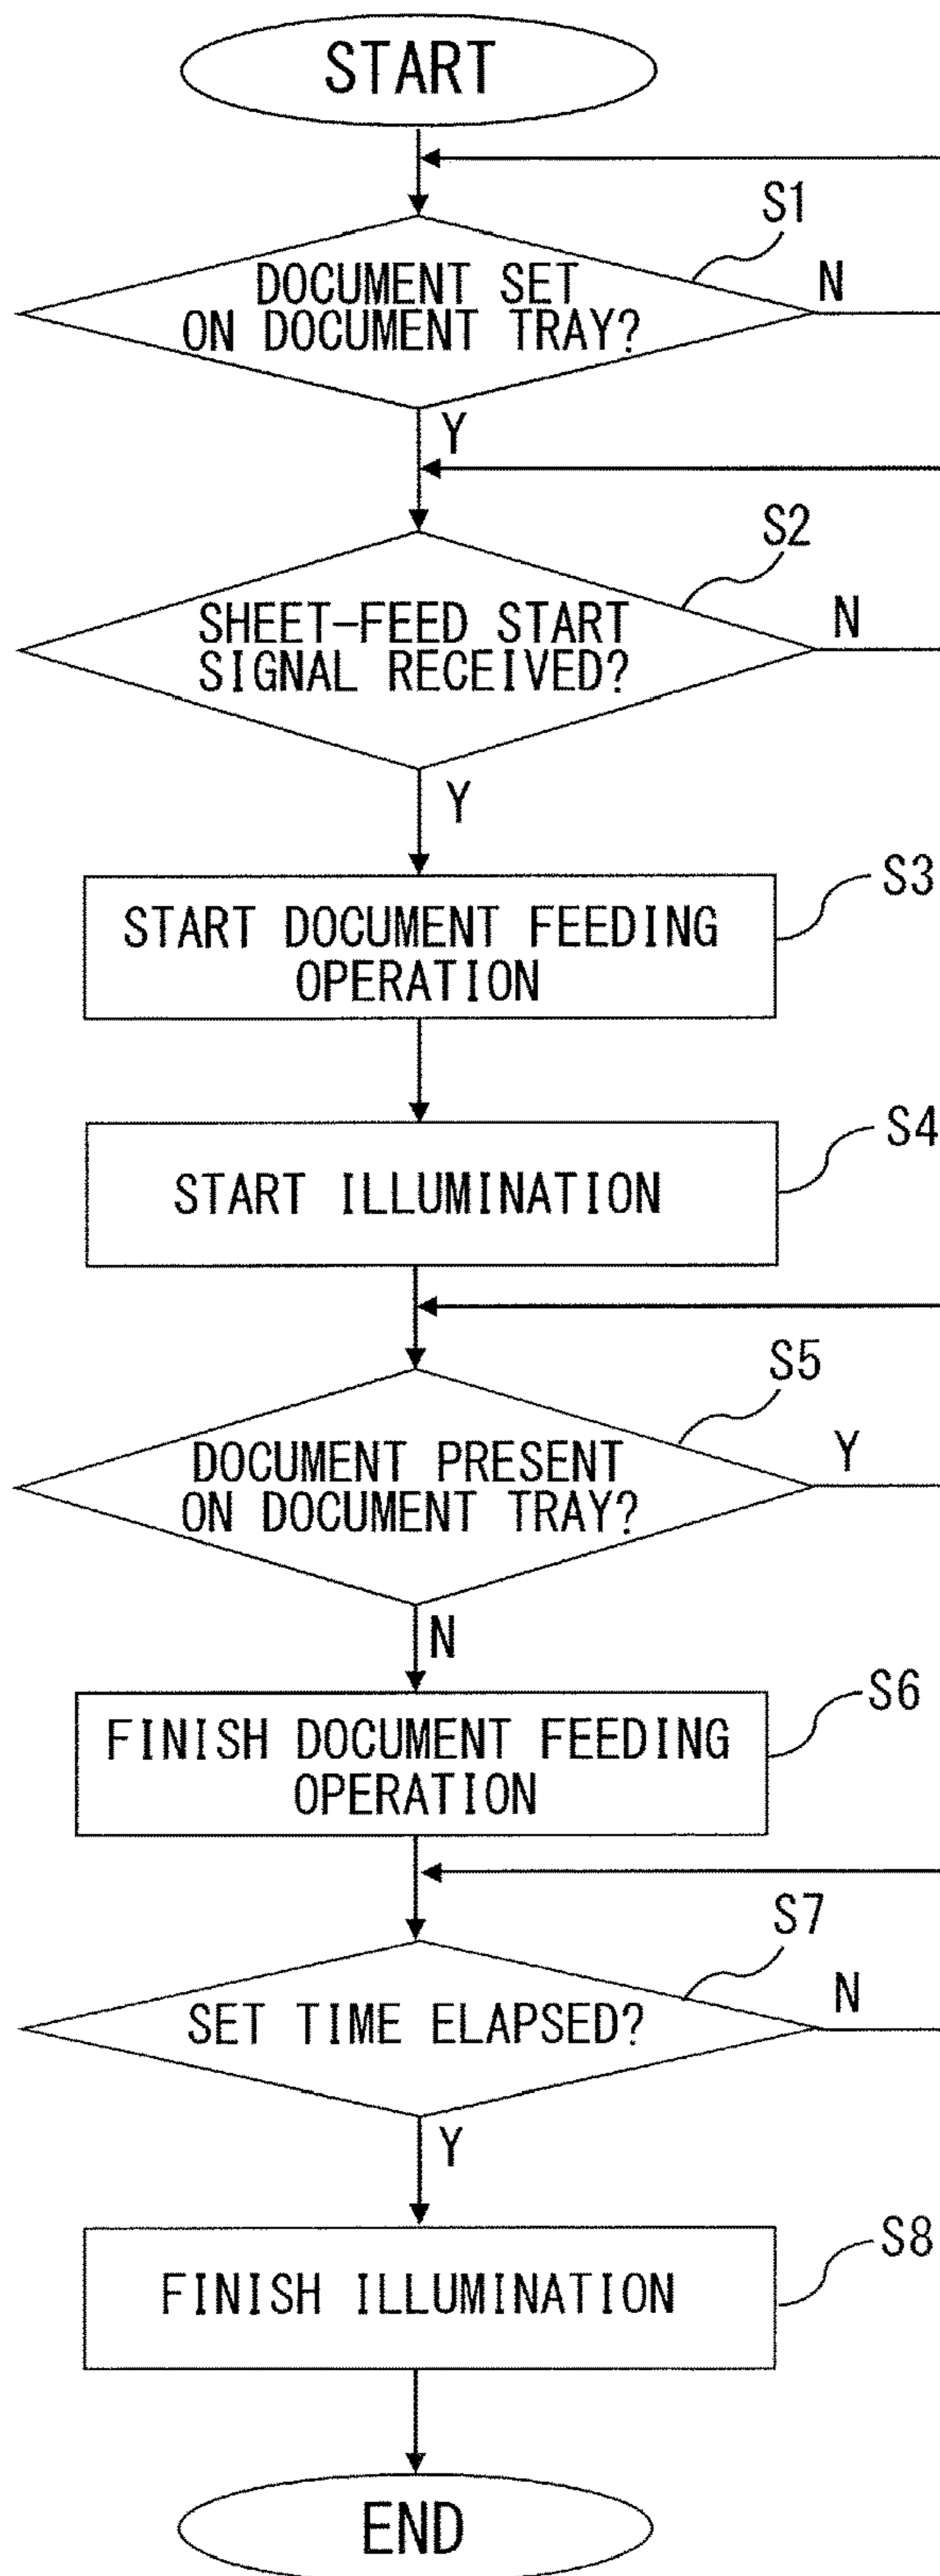 START
S1
DOCUMENT SET
ON DOCUMENT TRAY?
N
Y
S2
SHEET-FEED START
SIGNAL RECEIVED?
N
Y
S3
START DOCUMENT FEEDING
OPERATION
S4
START ILLUMINATION
S5
DOCUMENT PRESENT
ON DOCUMENT TRAY?
Y
N
S6
FINISH DOCUMENT FEEDING
OPERATION
S7
SET TIME ELAPSED?
N
Y
S8
FINISH ILLUMINATION
END